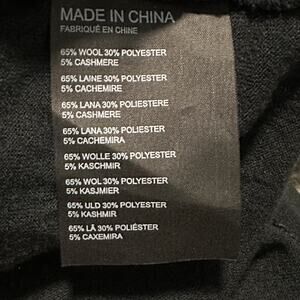 MADE IN CHINA
FABRIQUÉ EN CHINE
65% WOOL 30% POLYESTER
5% CASHMERE
65% LAINE 30% POLYESTER
5% CACHEMIRE
65% LANA 30% POLIESTERE
5% CASHMERE
65% LANA 30% POLIÉSTER
5% CACHEMIRA
65% WOLLE 30% POLYESTER
5% KASCHMIR
65% WOL 30% POLYESTER
5% KASJMIER
65% ULD 30% POLYESTER
5% KASHMIR
65% LÃ 30% POLIÉSTER
5% CAXEMIRA